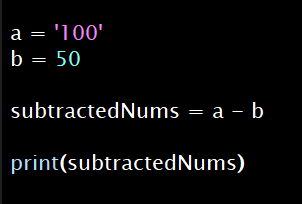 a = '100'
b = 50
subtractedNums = a - b
print(subtractedNums)